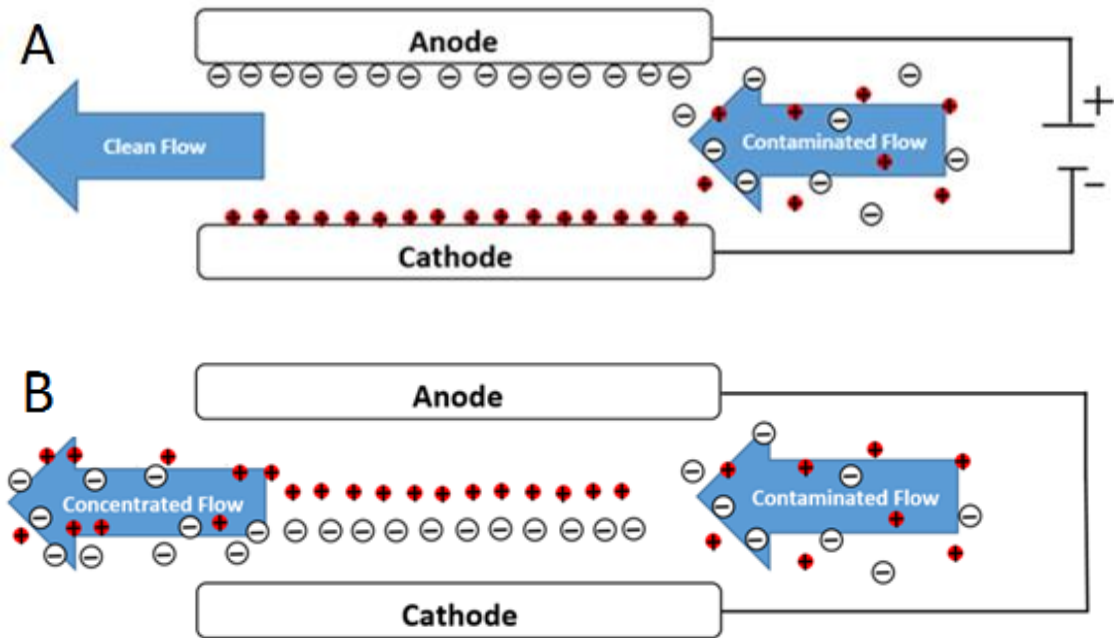 A
Anode
Clean Flow
Contaminated Flow
+
−
Cathode
B
Anode
Concentrated Flow
Contaminated Flow
Cathode